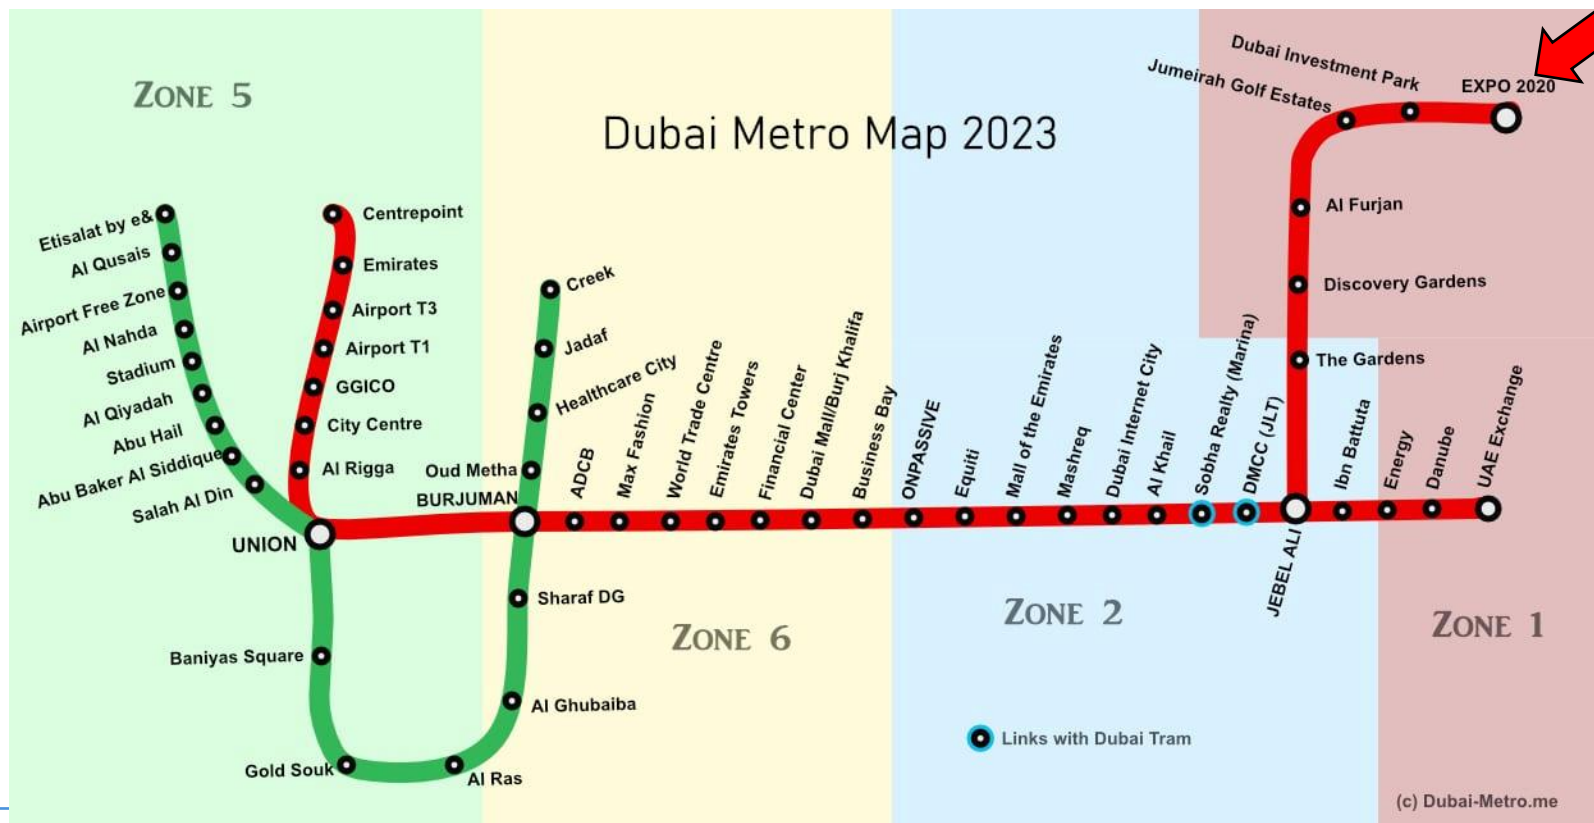 Dubai Metro Map 2023
ZONE 5
Etisalat by e&
Al Qusais
Airport Free Zone
Al Nahda
Stadium
Al Qiyadah
Abu Hail
Abu Baker Al Siddique
Salah Al Din
UNION
Centrepoint
Emirates
Airport T3
Airport T1
GGICO
City Centre
Al Rigga
Baniyas Square
Gold Souk
Al Ras
Al Ghubaiba
Sharaf DG
BURJUMAN
Oud Metha
Healthcare City
Jadaf
Creek
ADCB
Max Fashion
World Trade Centre
Emirates Towers
Financial Center
Dubai Mall/Burj Khalifa
Business Bay
ONPASSIVE
Equiti
Mall of the Emirates
Mashreq
Dubai Internet City
Al Khail
Sobha Realty (Marina)
DMCC (JLT)
JEBEL ALI
Ibn Battuta
Energy
Danube
UAE Exchange
The Gardens
Discovery Gardens
Al Furjan
Jumeirah Golf Estates
Dubai Investment Park
EXPO 2020
ZONE 6
ZONE 2
ZONE 1
Links with Dubai Tram
(c) Dubai-Metro.me